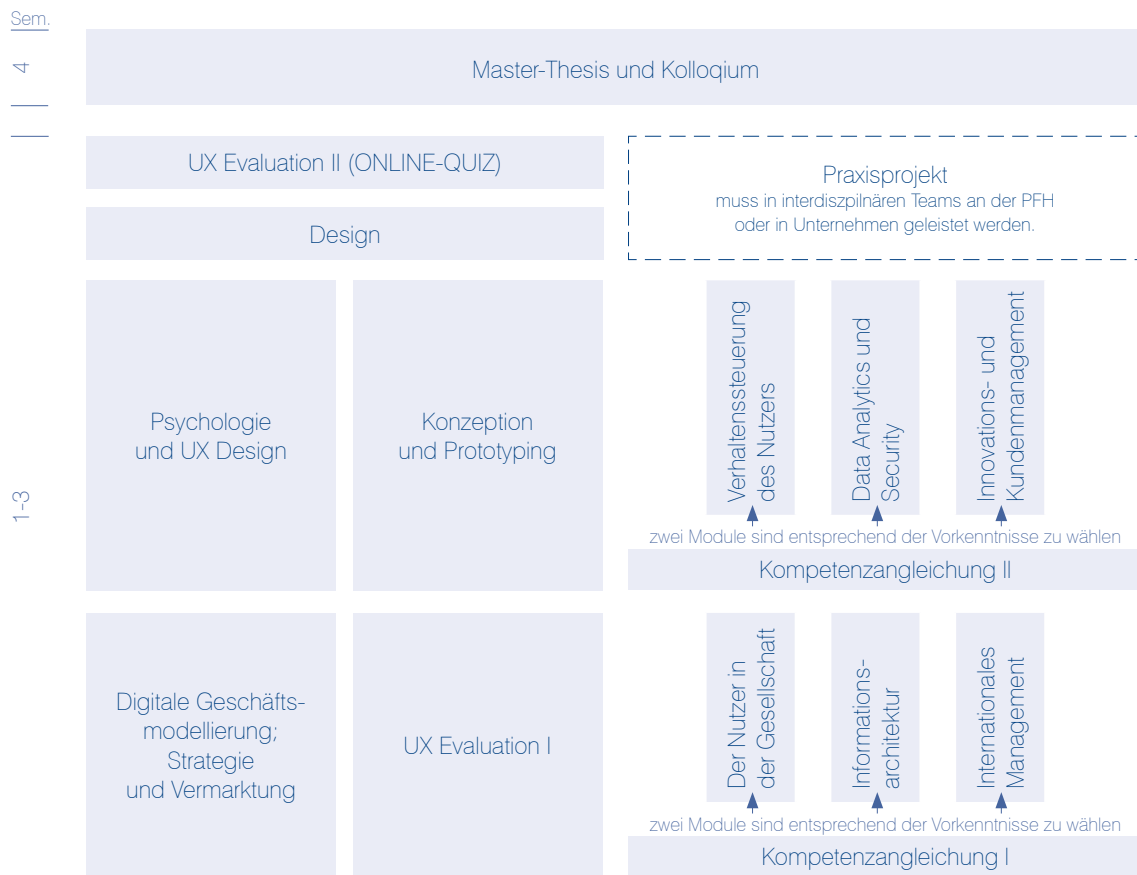 Sem.
4
Master-Thesis und Kolloqium
UX Evaluation II (ONLINE-QUIZ)
Design
Praxisprojekt
muss in interdiszpilnären Teams an der PFH
oder in Unternehmen geleistet werden.
1-3
Psychologie
und UX Design
Konzeption
und Prototyping
Verhaltenssteuerung
des Nutzers
Data Analytics und
Security
Innovations- und
Kundenmanagement
zwei Module sind entsprechend der Vorkenntnisse zu wählen
Kompetenzangleichung II
Digitale Geschäfts-
modellierung;
Strategie
und Vermarktung
UX Evaluation I
Der Nutzer in
der Gesellschaft
Informations-
architektur
Internationales
Management
zwei Module sind entsprechend der Vorkenntnisse zu wählen
Kompetenzangleichung I